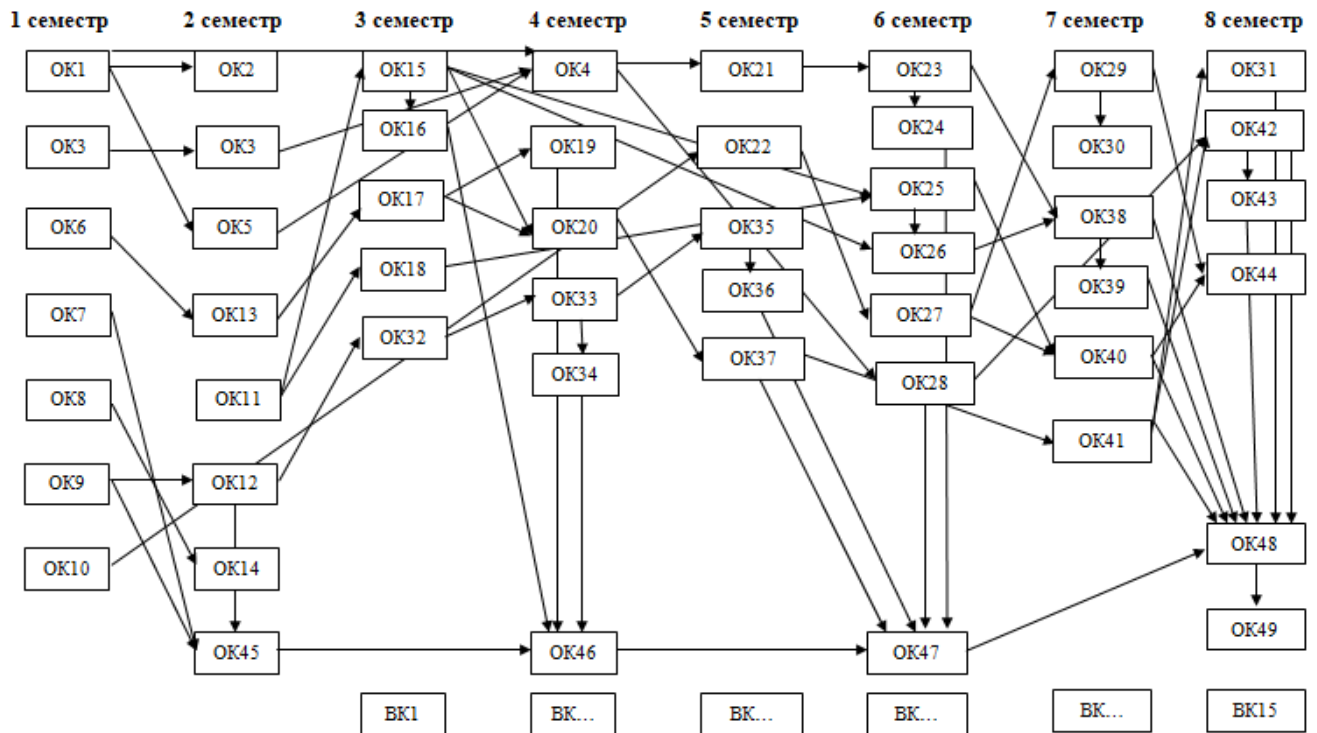 1 семестр 2 семестр 3 семестр 4 семестр 5 семестр 6 семестр 7 семестр 8 семестр
ОК1 ОК2 ОК15 ОК4 ОК21 ОК23 ОК29 ОК31
ОК3 ОК3 ОК16 ОК19 ОК22 ОК24 ОК30 ОК42
ОК6 ОК5 ОК17 ОК20 ОК35 ОК25 ОК38 ОК43
ОК7 ОК13 ОК18 ОК33 ОК36 ОК26 ОК39 ОК44
ОК8 ОК11 ОК32 ОК34 ОК37 ОК27 ОК40
ОК28 ОК41
ОК9 ОК12
ОК10 ОК14 ОК48
ОК45 ОК46 ОК47 ОК49
ВК1 ВК... ВК... ВК... ВК... ВК15